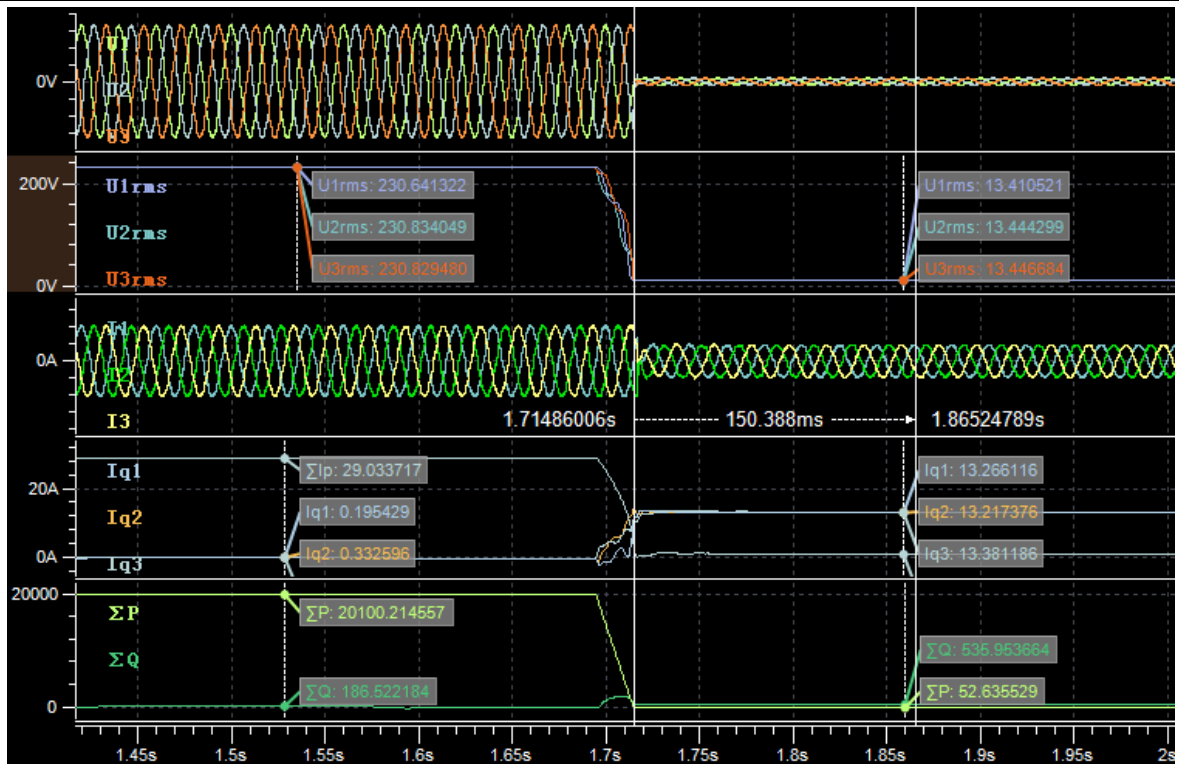 U1
0V
U2
U3
200V
U1rms
U1rms: 230.641322
U1rms: 13.410521
U2rms
U2rms: 230.834049
U2rms: 13.444299
U3rms
U3rms: 230.829480
U3rms: 13.446684
0V
I1
0A
I2
I3
1.71486006s
150.388ms
1.86524789s
Iq1
ΣIp: 29.033717
Iq1: 13.266116
20A
Iq2
Iq1: 0.195429
Iq2: 13.217376
0A
Iq3
Iq2: 0.332596
Iq3: 13.381186
20000
ΣP
ΣP: 20100.214557
ΣQ
ΣQ: 535.953664
ΣQ: 186.522184
ΣP: 52.635529
0
1.45s 1.5s 1.55s 1.6s 1.65s 1.7s 1.75s 1.8s 1.85s 1.9s 1.95s 2s